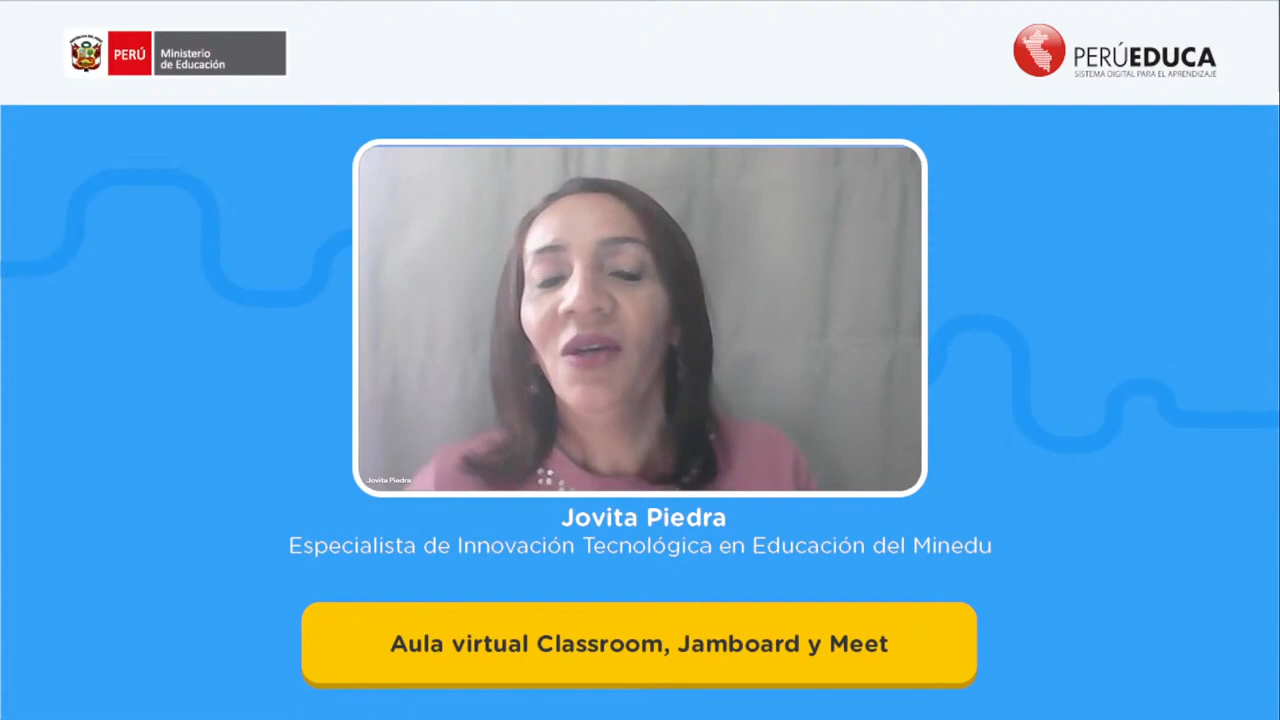 PERÚ
Ministerio
de Educación
PERÚEDUCA
SISTEMA DIGITAL PARA EL APRENDIZAJE
Jovita Piedra
Jovita Piedra
Especialista de Innovación Tecnológica en Educación del Minedu
Aula virtual Classroom, Jamboard y Meet